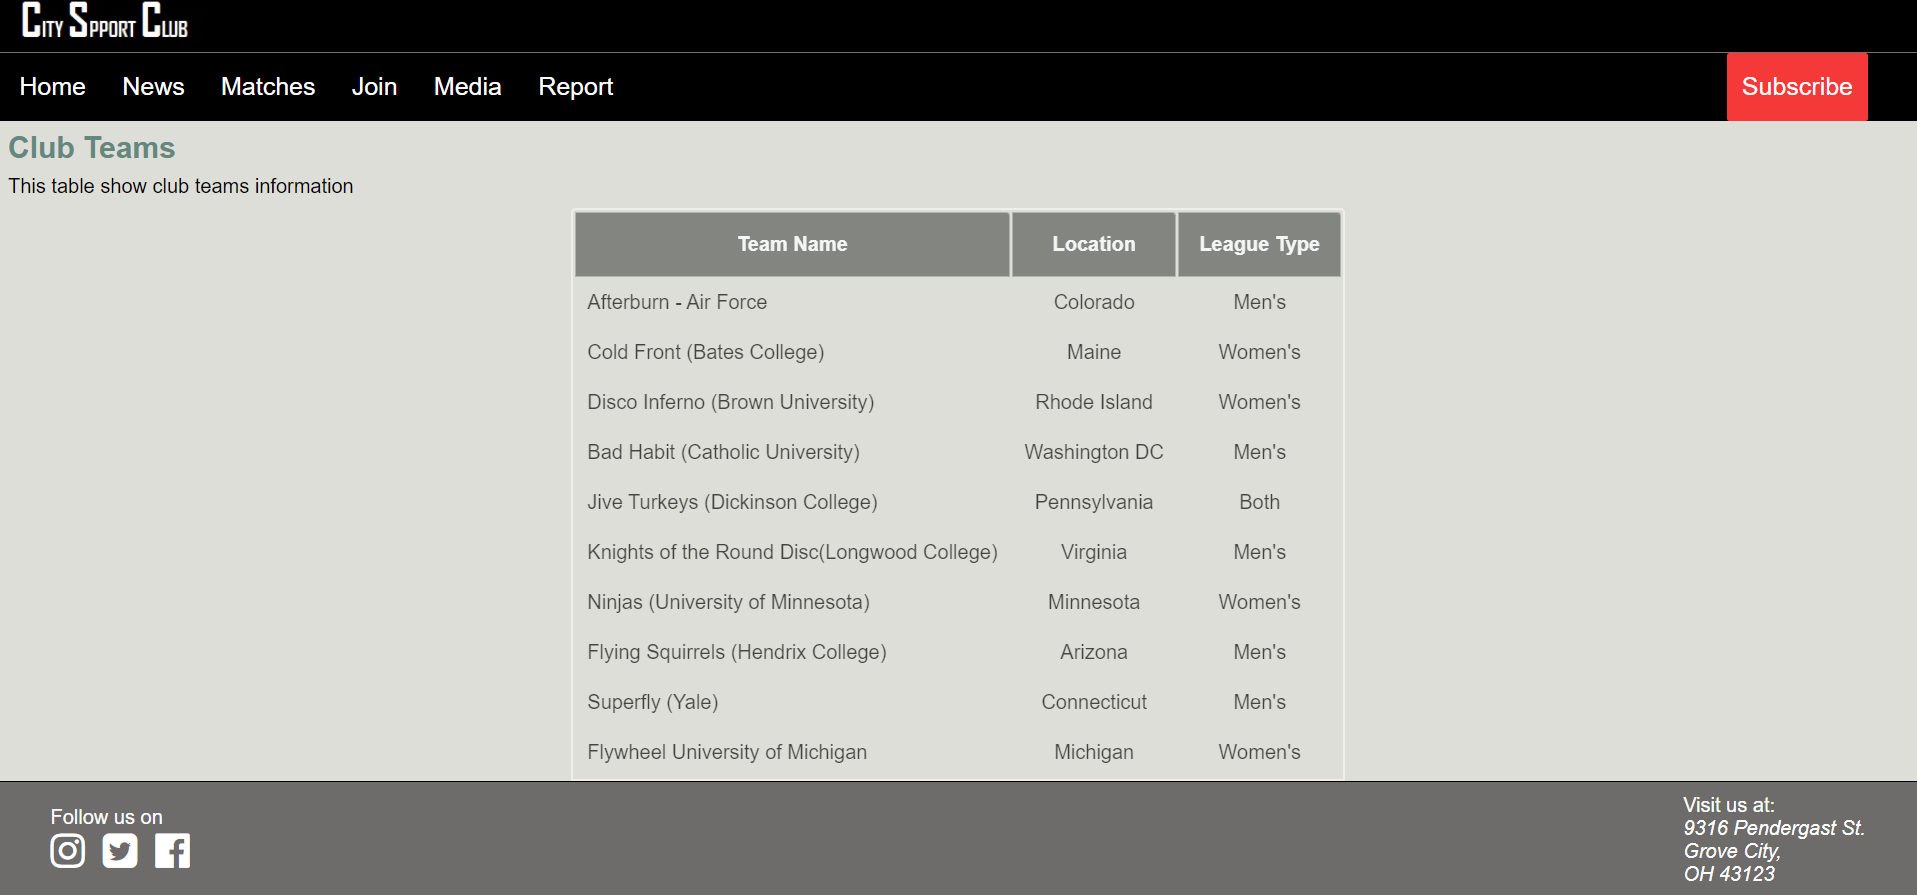 City Spport Club
Home News Matches Join Media Report Subscribe
Club Teams
This table show club teams information
Team Name Location League Type
Afterburn - Air Force Colorado Men's
Cold Front (Bates College) Maine Women's
Disco Inferno (Brown University) Rhode Island Women's
Bad Habit (Catholic University) Washington DC Men's
Jive Turkeys (Dickinson College) Pennsylvania Both
Knights of the Round Disc(Longwood College) Virginia Men's
Ninjas (University of Minnesota) Minnesota Women's
Flying Squirrels (Hendrix College) Arizona Men's
Superfly (Yale) Connecticut Men's
Flywheel University of Michigan Michigan Women's
Follow us on
Visit us at:
9316 Pendergast St.
Grove City,
OH 43123